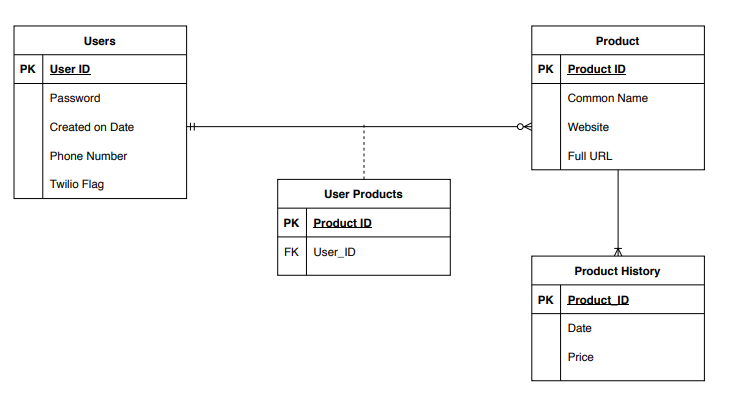 Users
PK User ID
Password
Created on Date
Phone Number
Twilio Flag
Product
PK Product ID
Common Name
Website
Full URL
User Products
PK Product ID
FK User_ID
Product History
PK Product_ID
Date
Price